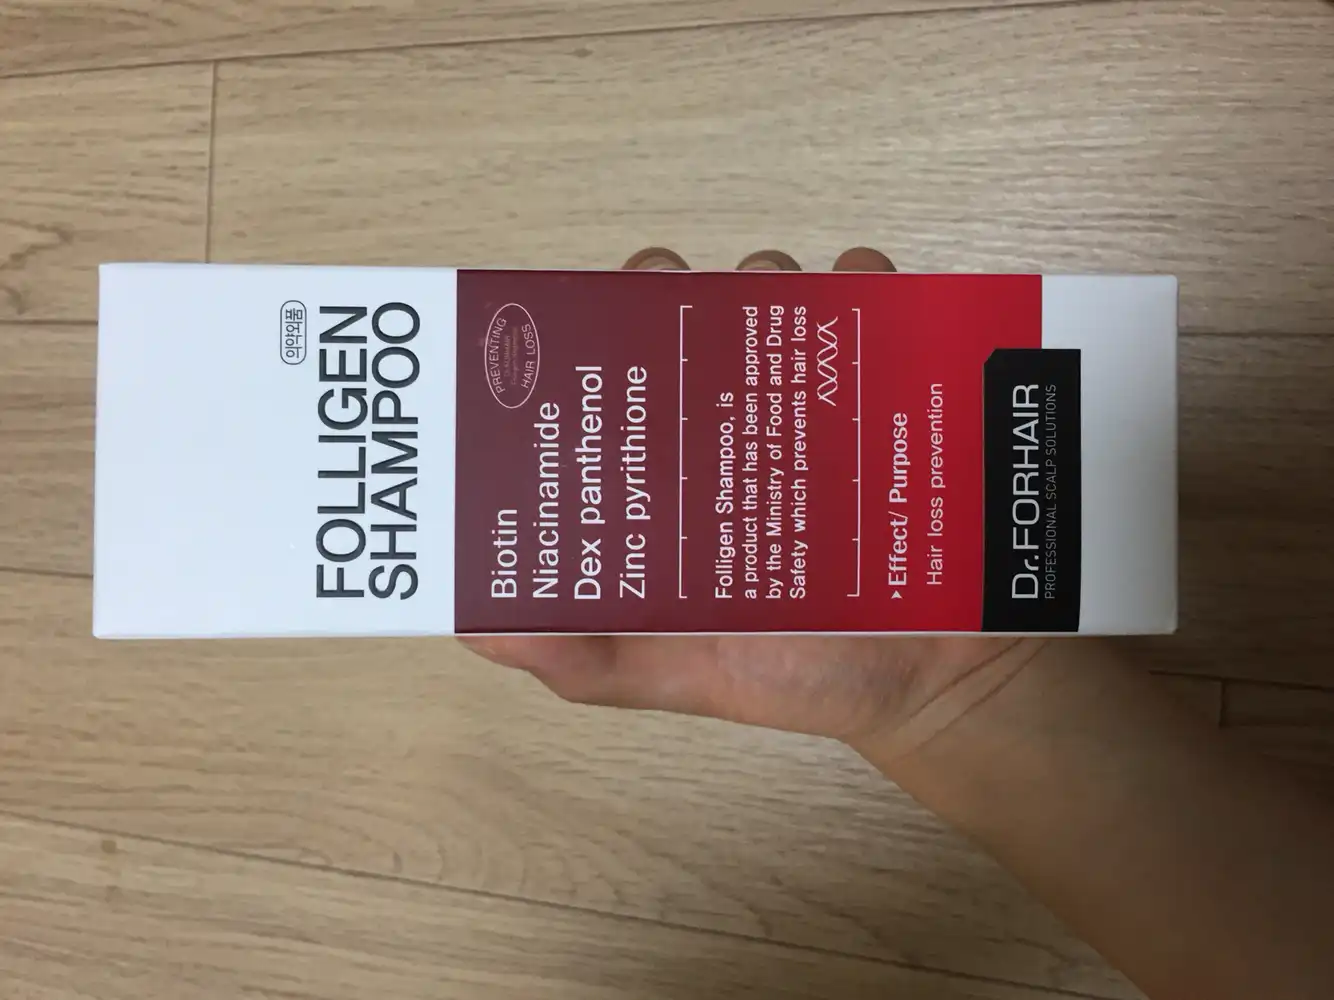 의약외품
FOLLIGEN
SHAMPOO
PREVENTING
HAIR LOSS
Biotin
Niacinamide
Dex panthenol
Zinc pyrithione
Folligen Shampoo, is
a product that has been approved
by the Ministry of Food and Drug
Safety which prevents hair loss
▸Effect/ Purpose
Hair loss prevention
Dr.FORHAIR
PROFESSIONAL SCALP SOLUTIONS